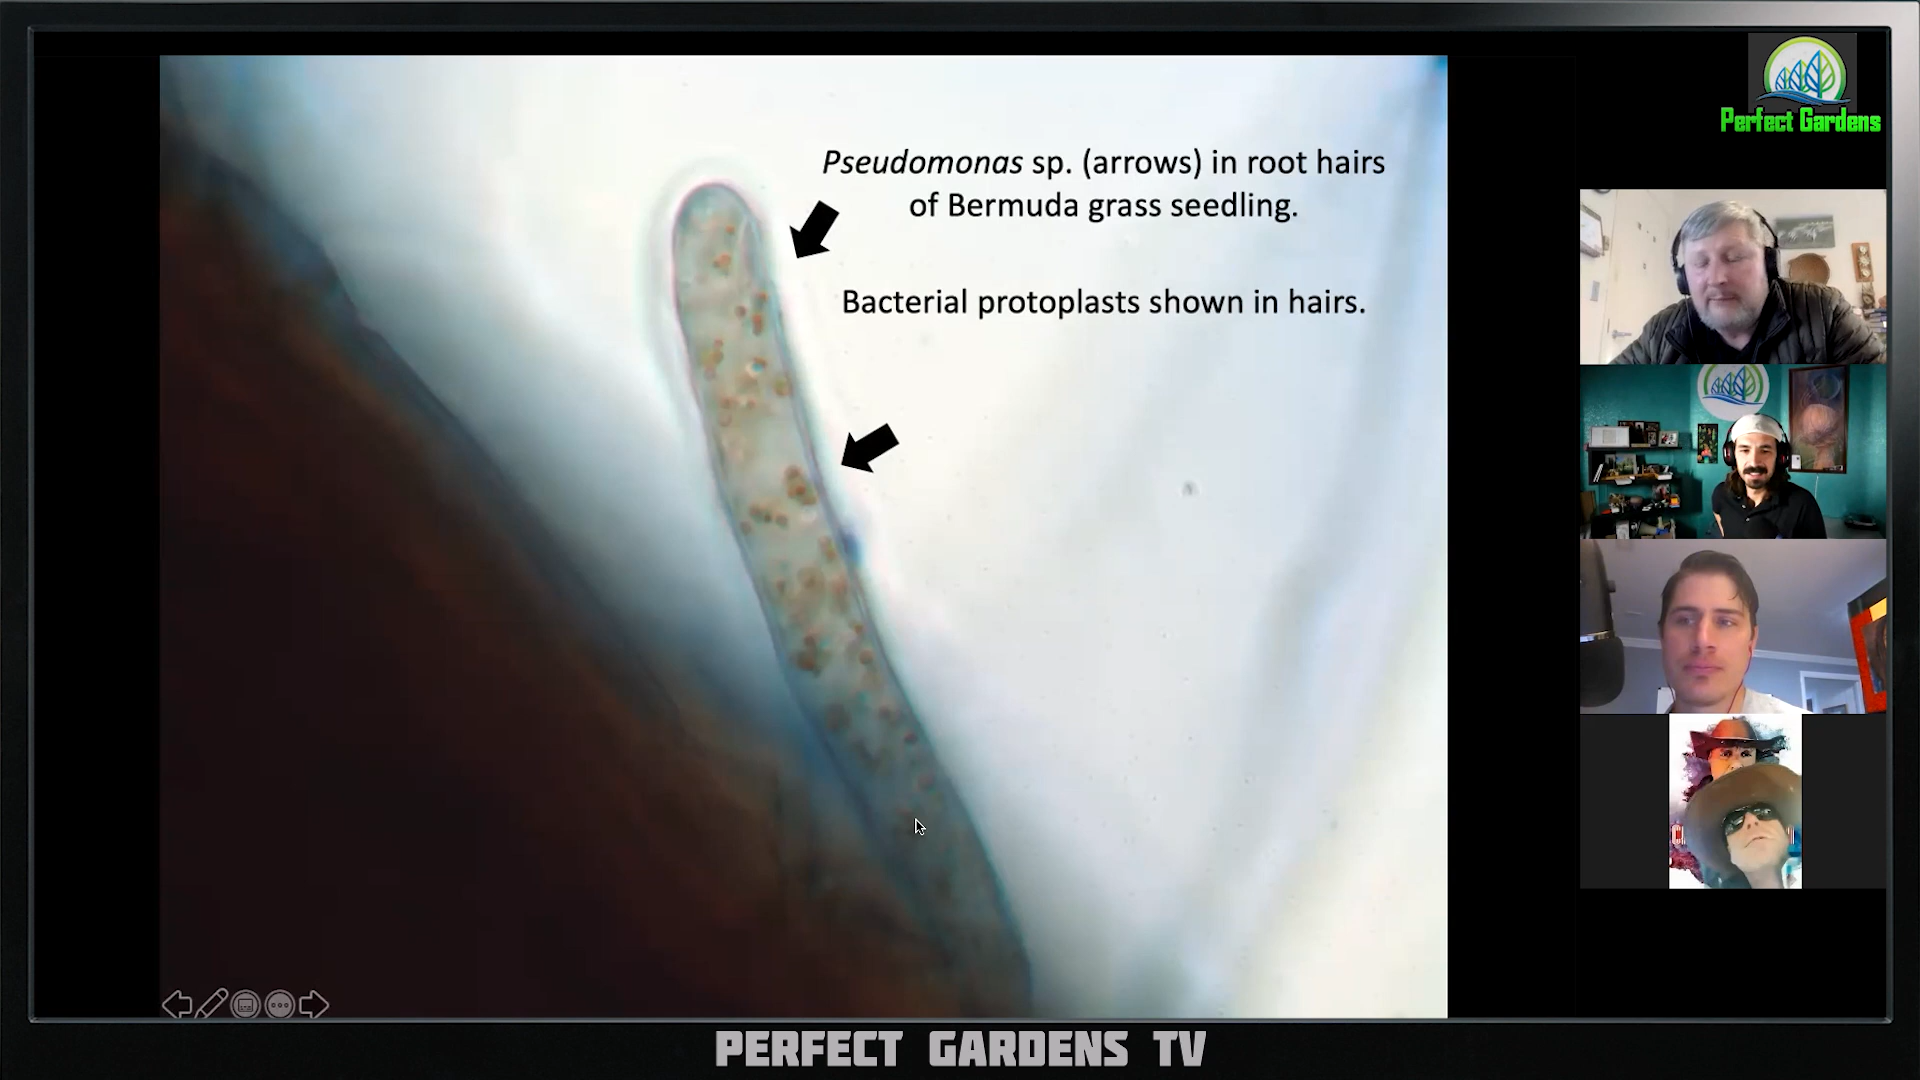 Perfect Gardens
Pseudomonas sp. (arrows) in root hairs
of Bermuda grass seedling.
Bacterial protoplasts shown in hairs.
PERFECT GARDENS TV